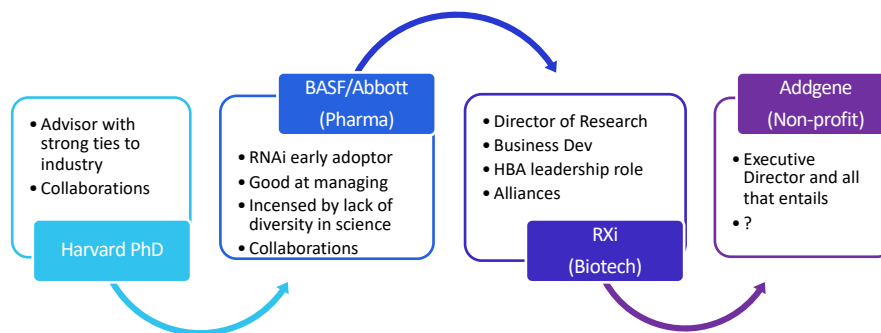 • Advisor with
strong ties to
industry
• Collaborations
Harvard PhD
BASF/Abbott
(Pharma)
• RNAi early adoptor
• Good at managing
• Incensed by lack of
diversity in science
• Collaborations
• Director of Research
• Business Dev
• HBA leadership role
• Alliances
RXi
(Biotech)
Addgene
(Non-profit)
• Executive
Director and all
that entails
• ?